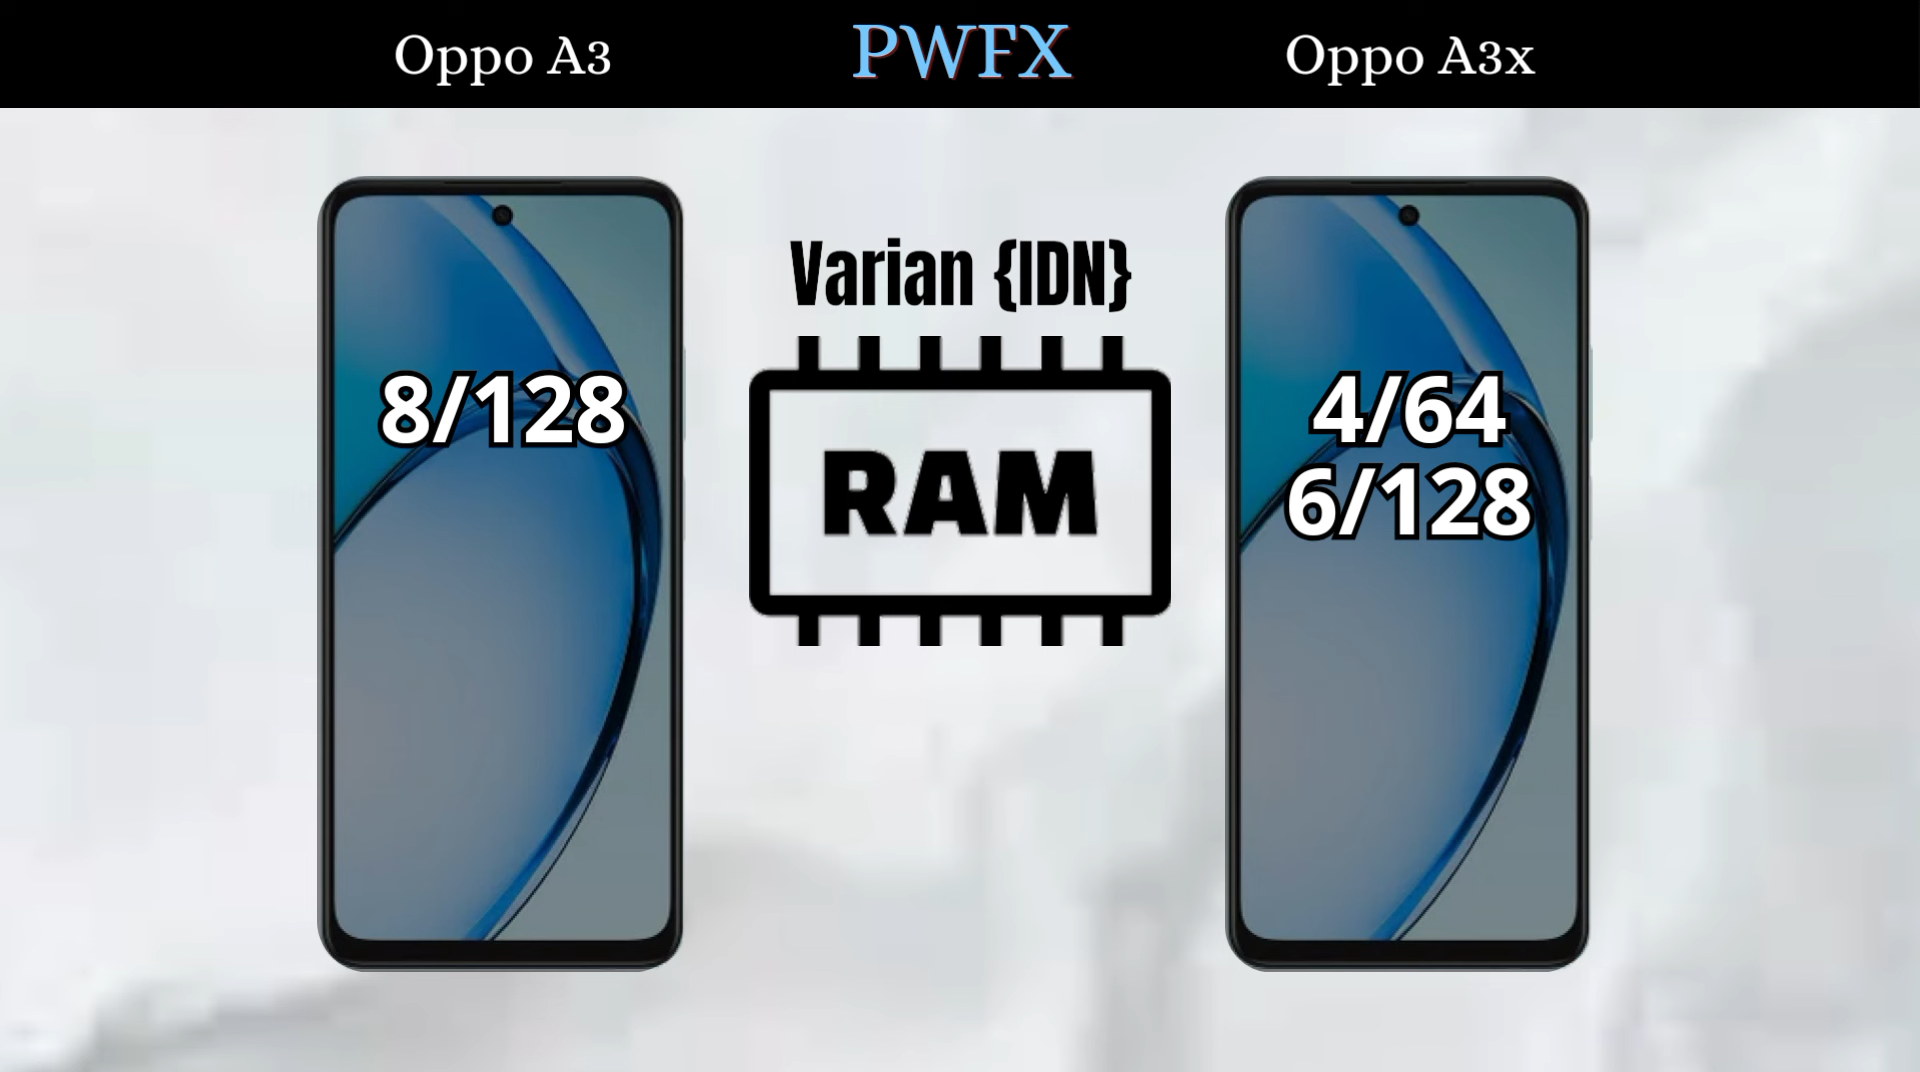 Oppo A3
PWFX
Oppo A3x
Varian {IDN}
8/128
RAM
4/64
6/128